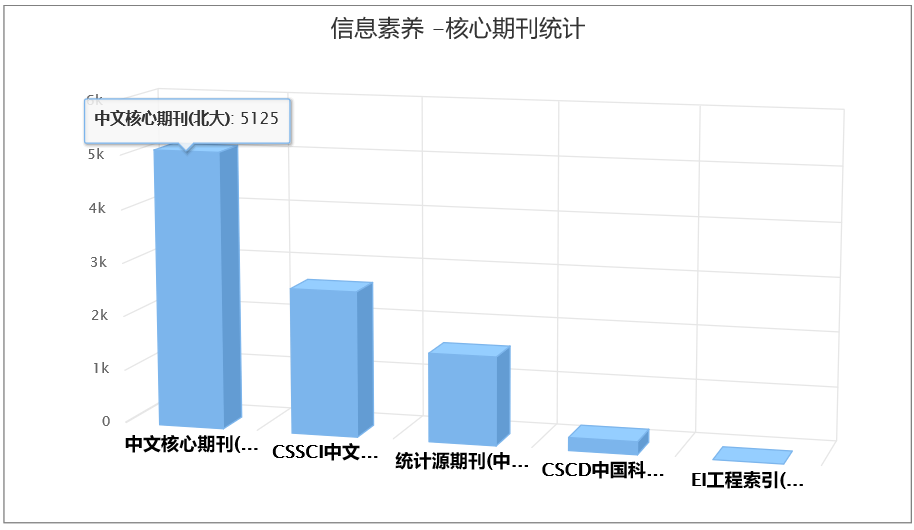 信息素养 -核心期刊统计
6k
中文核心期刊(北大): 5125
5k
4k
3k
2k
1k
0
中文核心期刊(...
CSSCI中文...
统计源期刊(中...
CSCD中国科...
EI工程索引(...